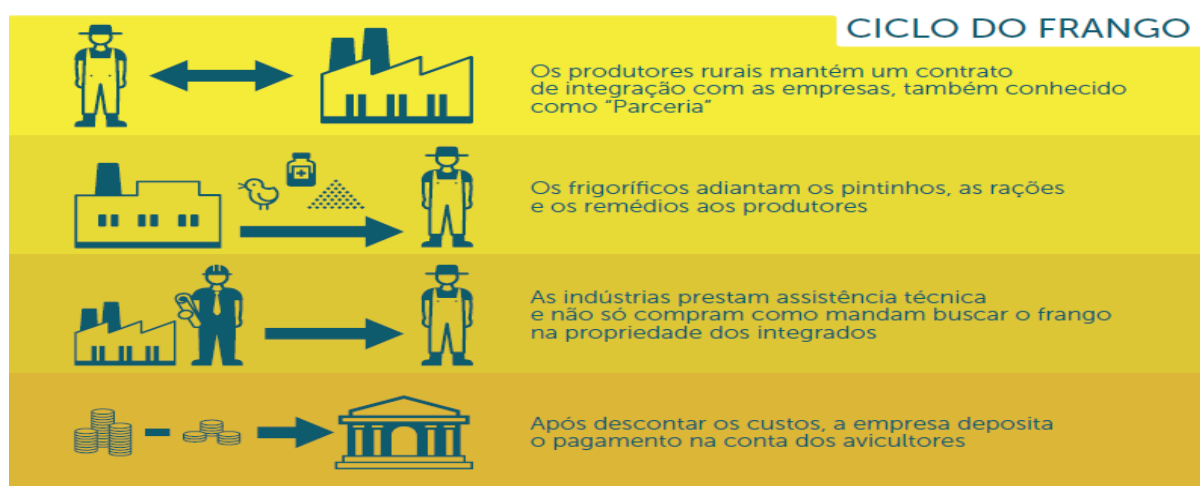 CICLO DO FRANGO
Os produtores rurais mantém um contrato
de integração com as empresas, também conhecido
como “Parceria”
Os frigoríficos adiantam os pintinhos, as rações
e os remédios aos produtores
As indústrias prestam assistência técnica
e não só compram como mandam buscar o frango
na propriedade dos integrados
Após descontar os custos, a empresa deposita
o pagamento na conta dos avicultores